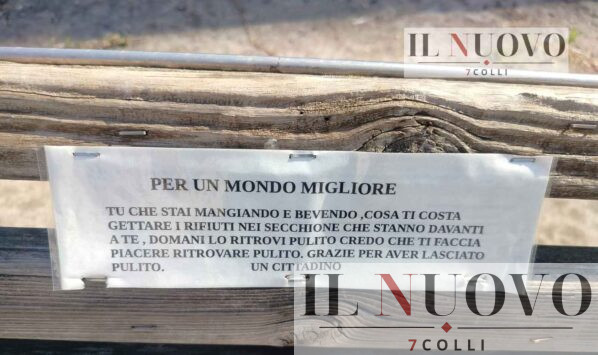 IL NUOVO
7COLLI
PER UN MONDO MIGLIORE
TU CHE STAI MANGIANDO E BEVENDO ,COSA TI COSTA
GETTARE I RIFIUTI NEI SECCHIONE CHE STANNO DAVANTI
A TE , DOMANI LO RITROVI PULITO CREDO CHE TI FACCIA
PIACERE RITROVARE PULITO. GRAZIE PER AVER LASCIATO
PULITO. UN CITTADINO
IL NUOVO
7COLLI